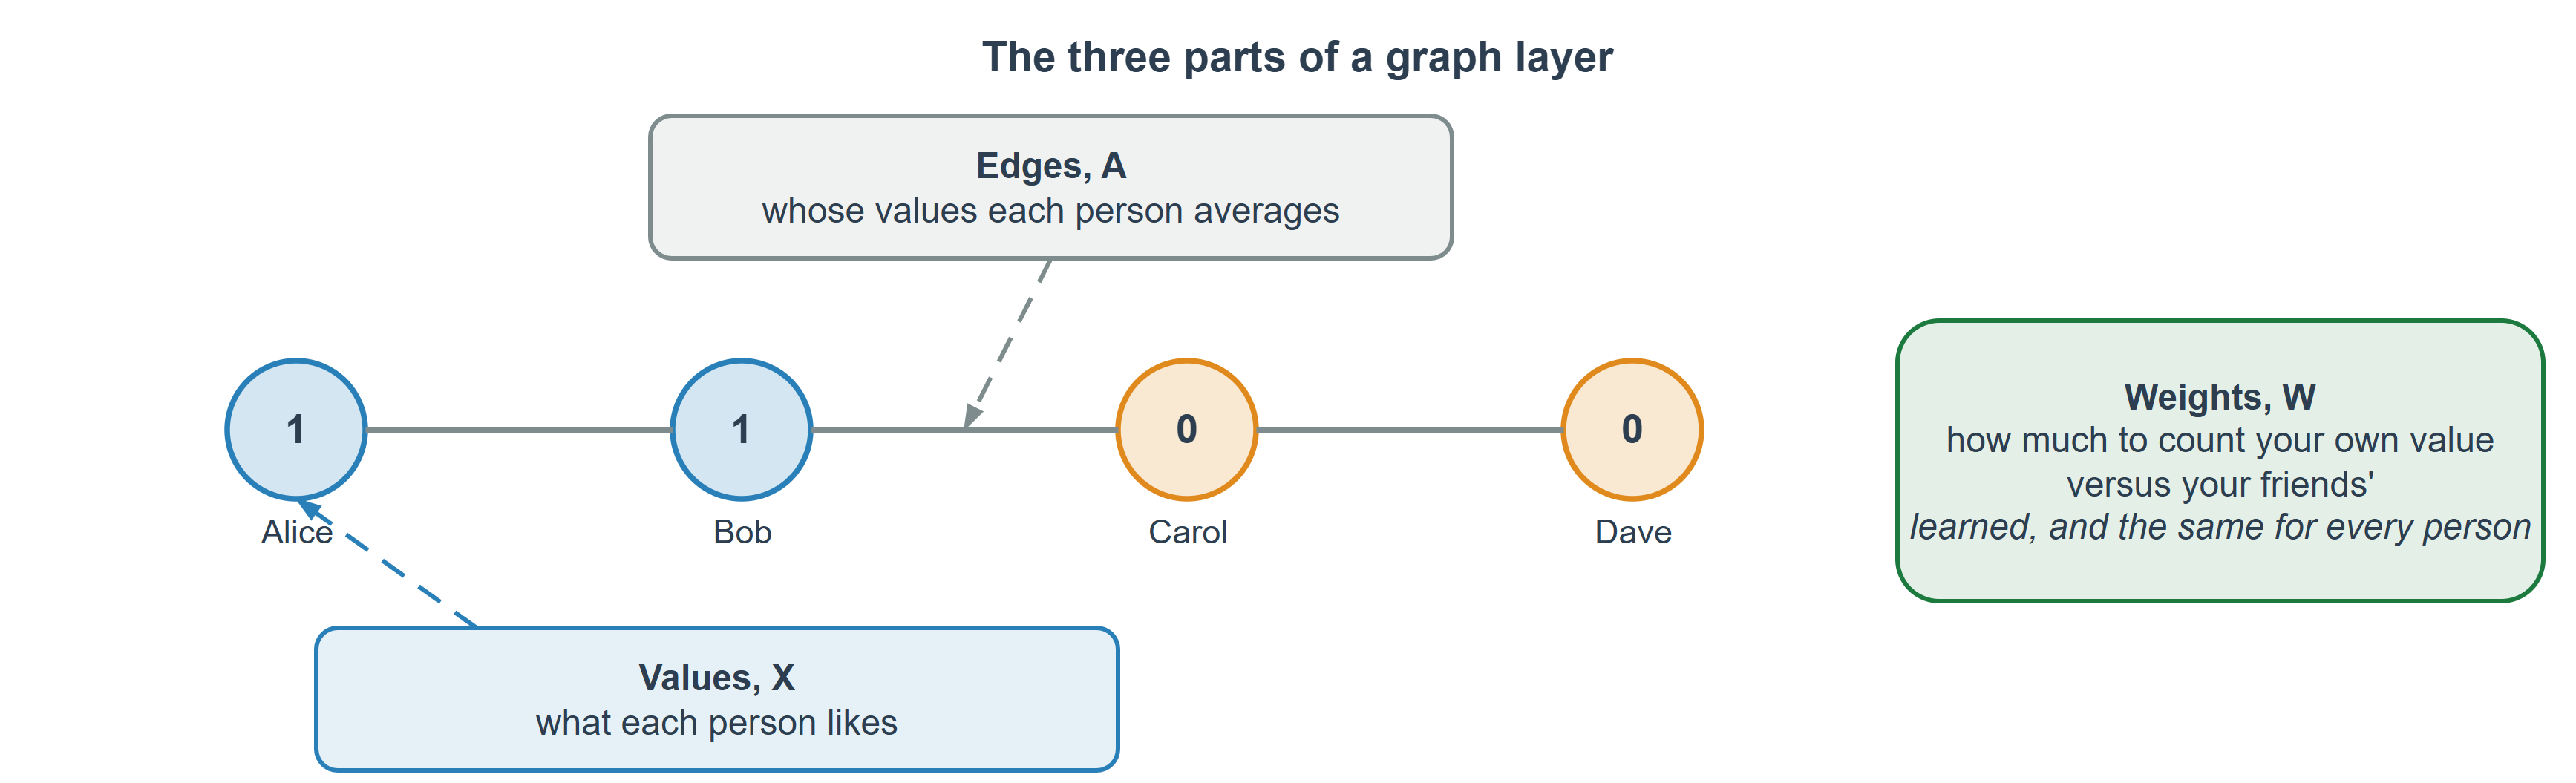 The three parts of a graph layer
Edges, A
whose values each person averages
1
1
0
0
Alice
Bob
Carol
Dave
Weights, W
how much to count your own value
versus your friends'
learned, and the same for every person
Values, X
what each person likes